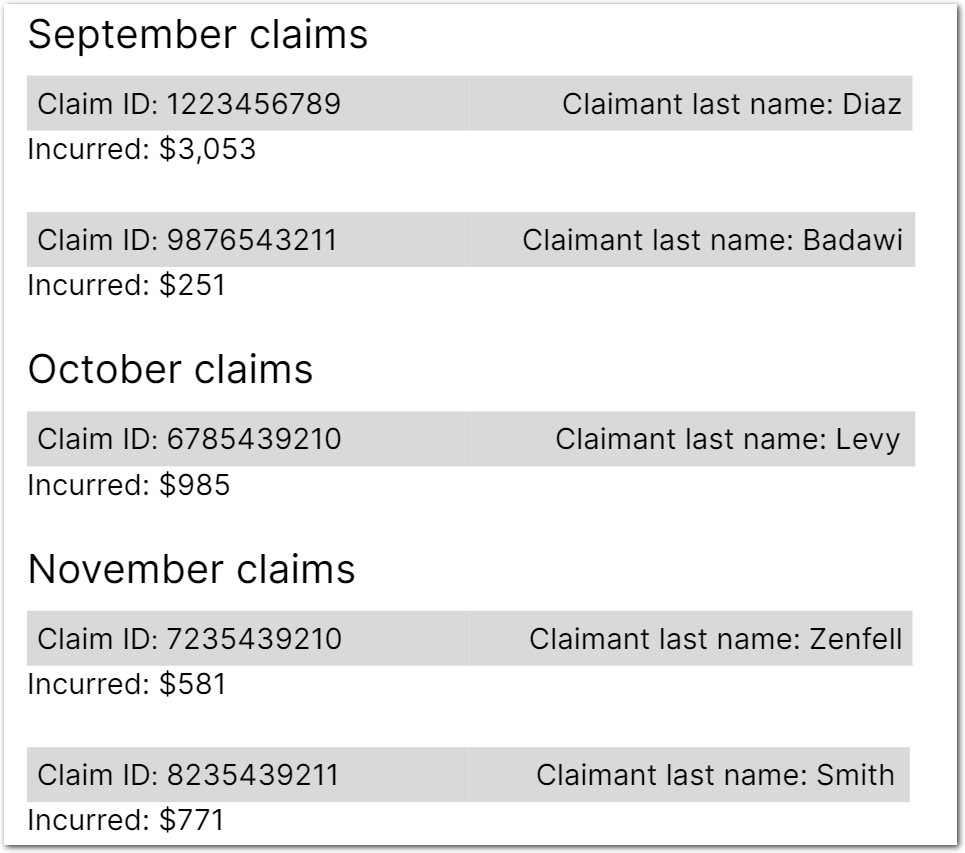 September claims
Claim ID: 1223456789 Claimant last name: Diaz
Incurred: $3,053
Claim ID: 9876543211 Claimant last name: Badawi
Incurred: $251
October claims
Claim ID: 6785439210 Claimant last name: Levy
Incurred: $985
November claims
Claim ID: 7235439210 Claimant last name: Zenfell
Incurred: $581
Claim ID: 8235439211 Claimant last name: Smith
Incurred: $771